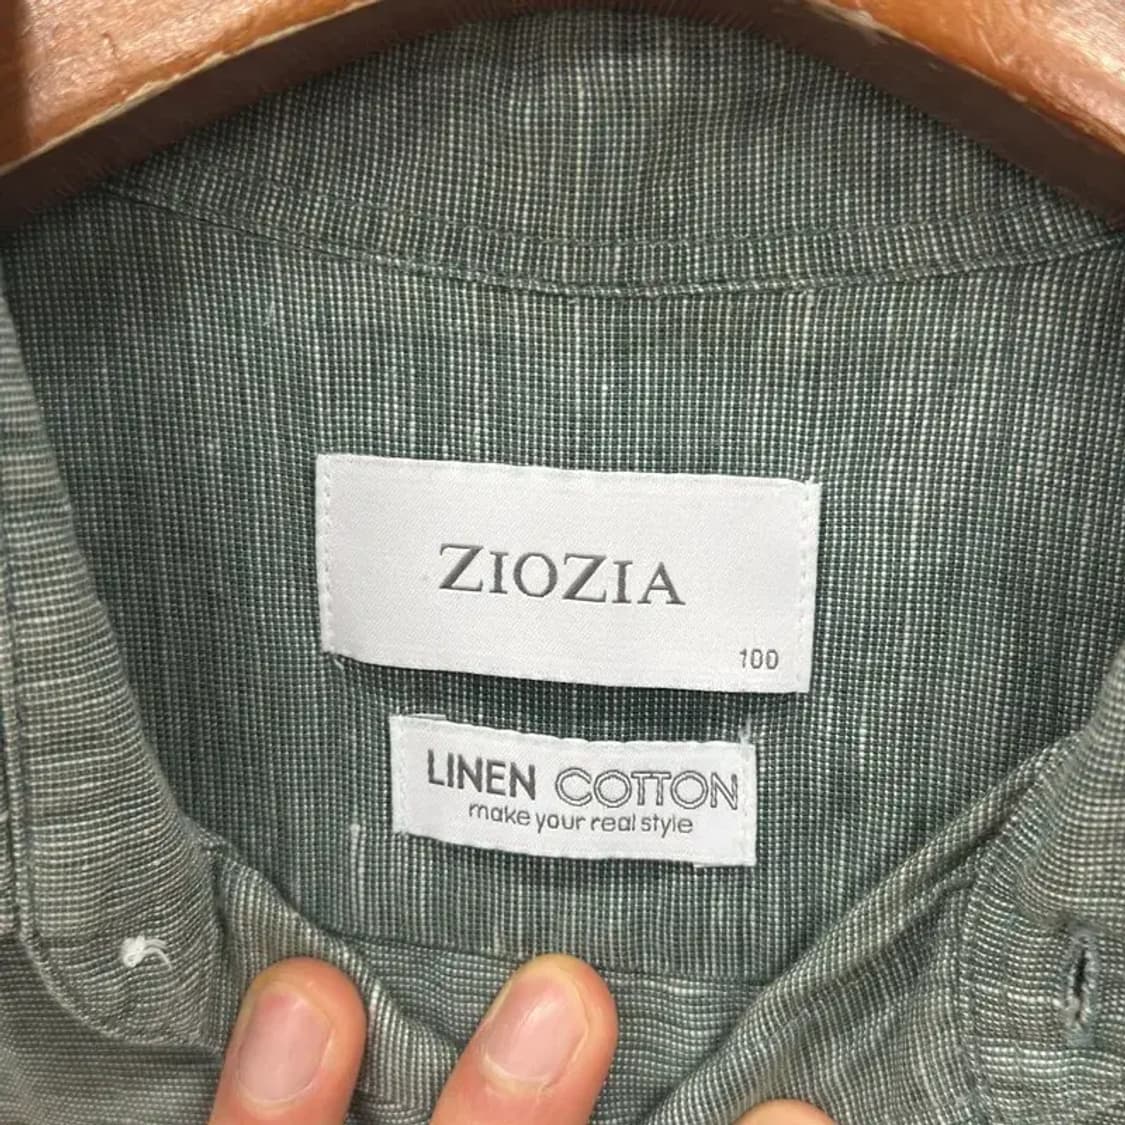 ZIOZIA
100
LINEN COTTON
make your real style